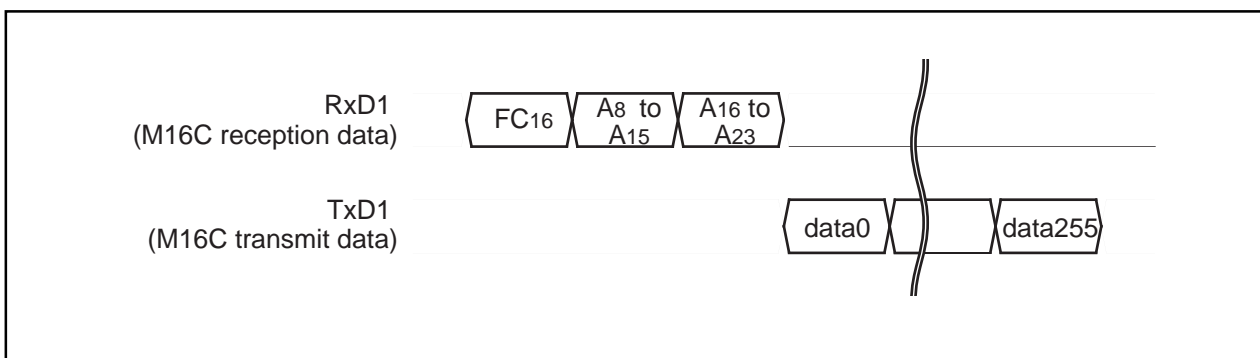 RxD1
(M16C reception data)
FC16
A8 to
A15
A16 to
A23
TxD1
(M16C transmit data)
data0
data255